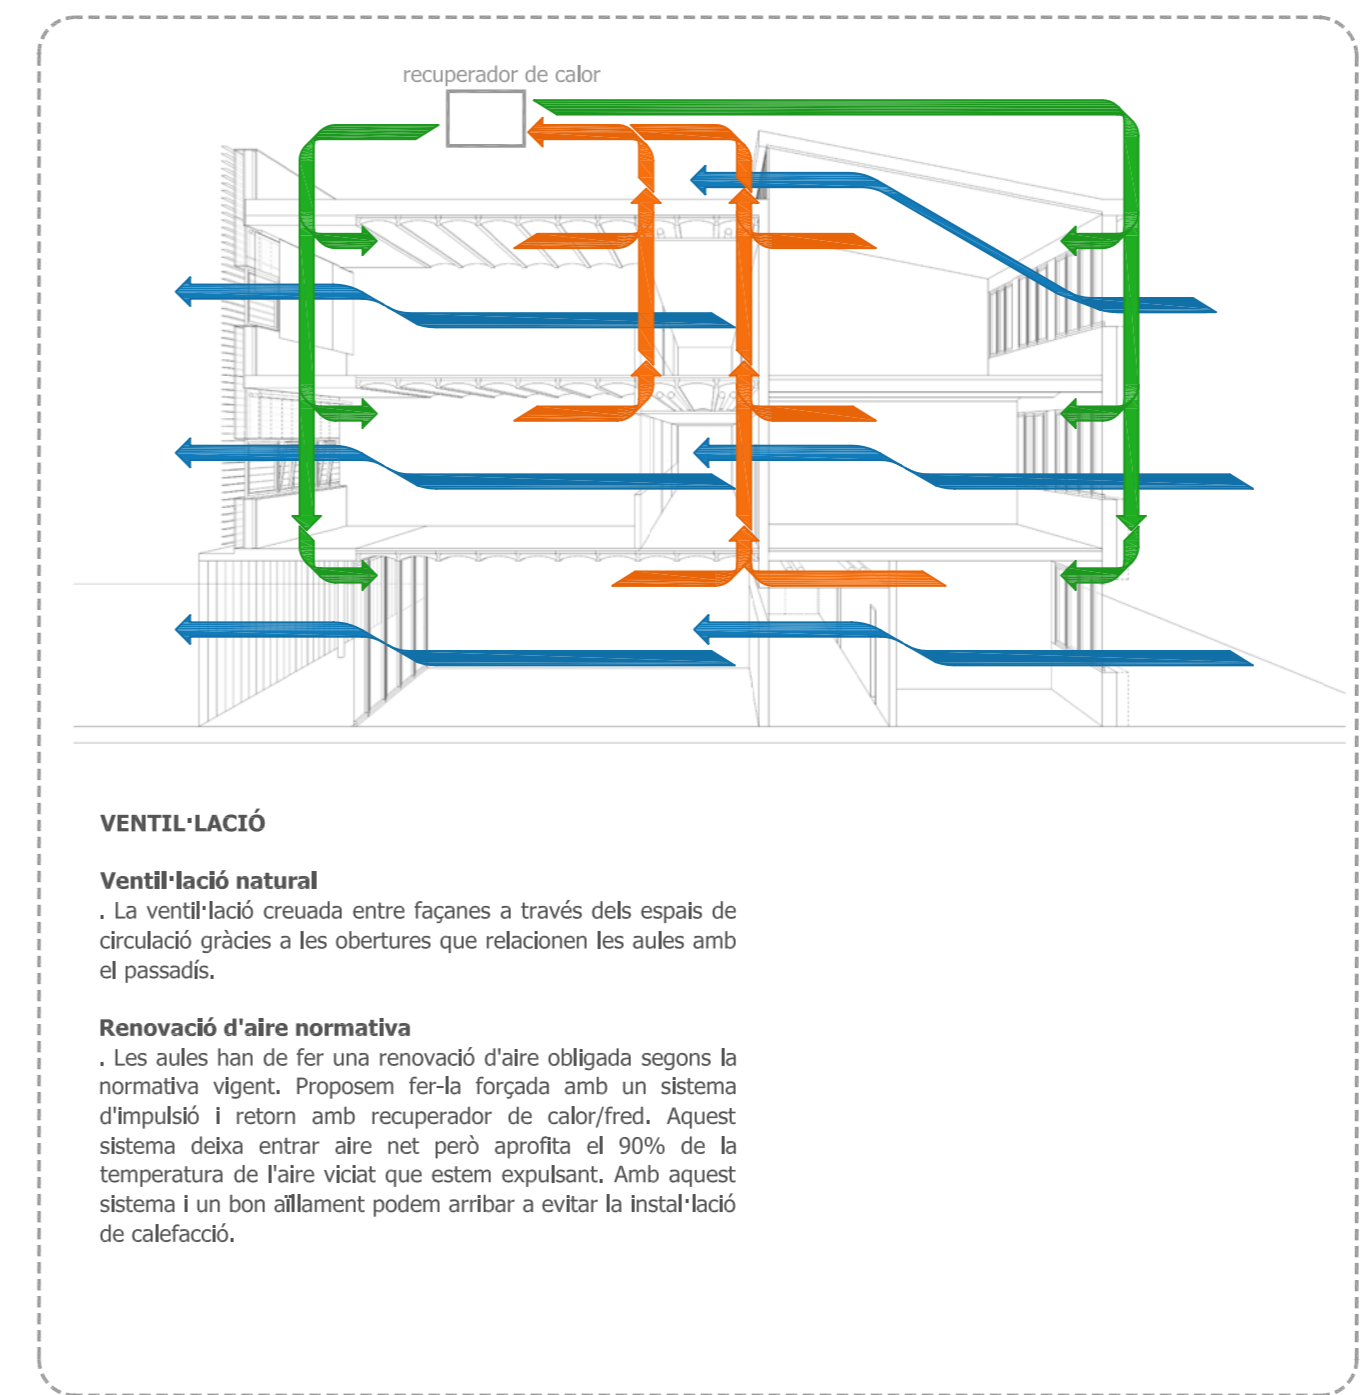 recuperador de calor
VENTIL·LACIÓ
Ventil·lació natural
. La ventil·lació creuada entre façanes a través dels espais de
circulació gràcies a les obertures que relacionen les aules amb
el passadís.
Renovació d'aire normativa
. Les aules han de fer una renovació d'aire obligada segons la
normativa vigent. Proposem fer-la forçada amb un sistema
d'impulsió i retorn amb recuperador de calor/fred. Aquest
sistema deixa entrar aire net però aprofita el 90% de la
temperatura de l'aire viciat que estem expulsant. Amb aquest
sistema i un bon aïllament podem arribar a evitar la instal·lació
de calefacció.